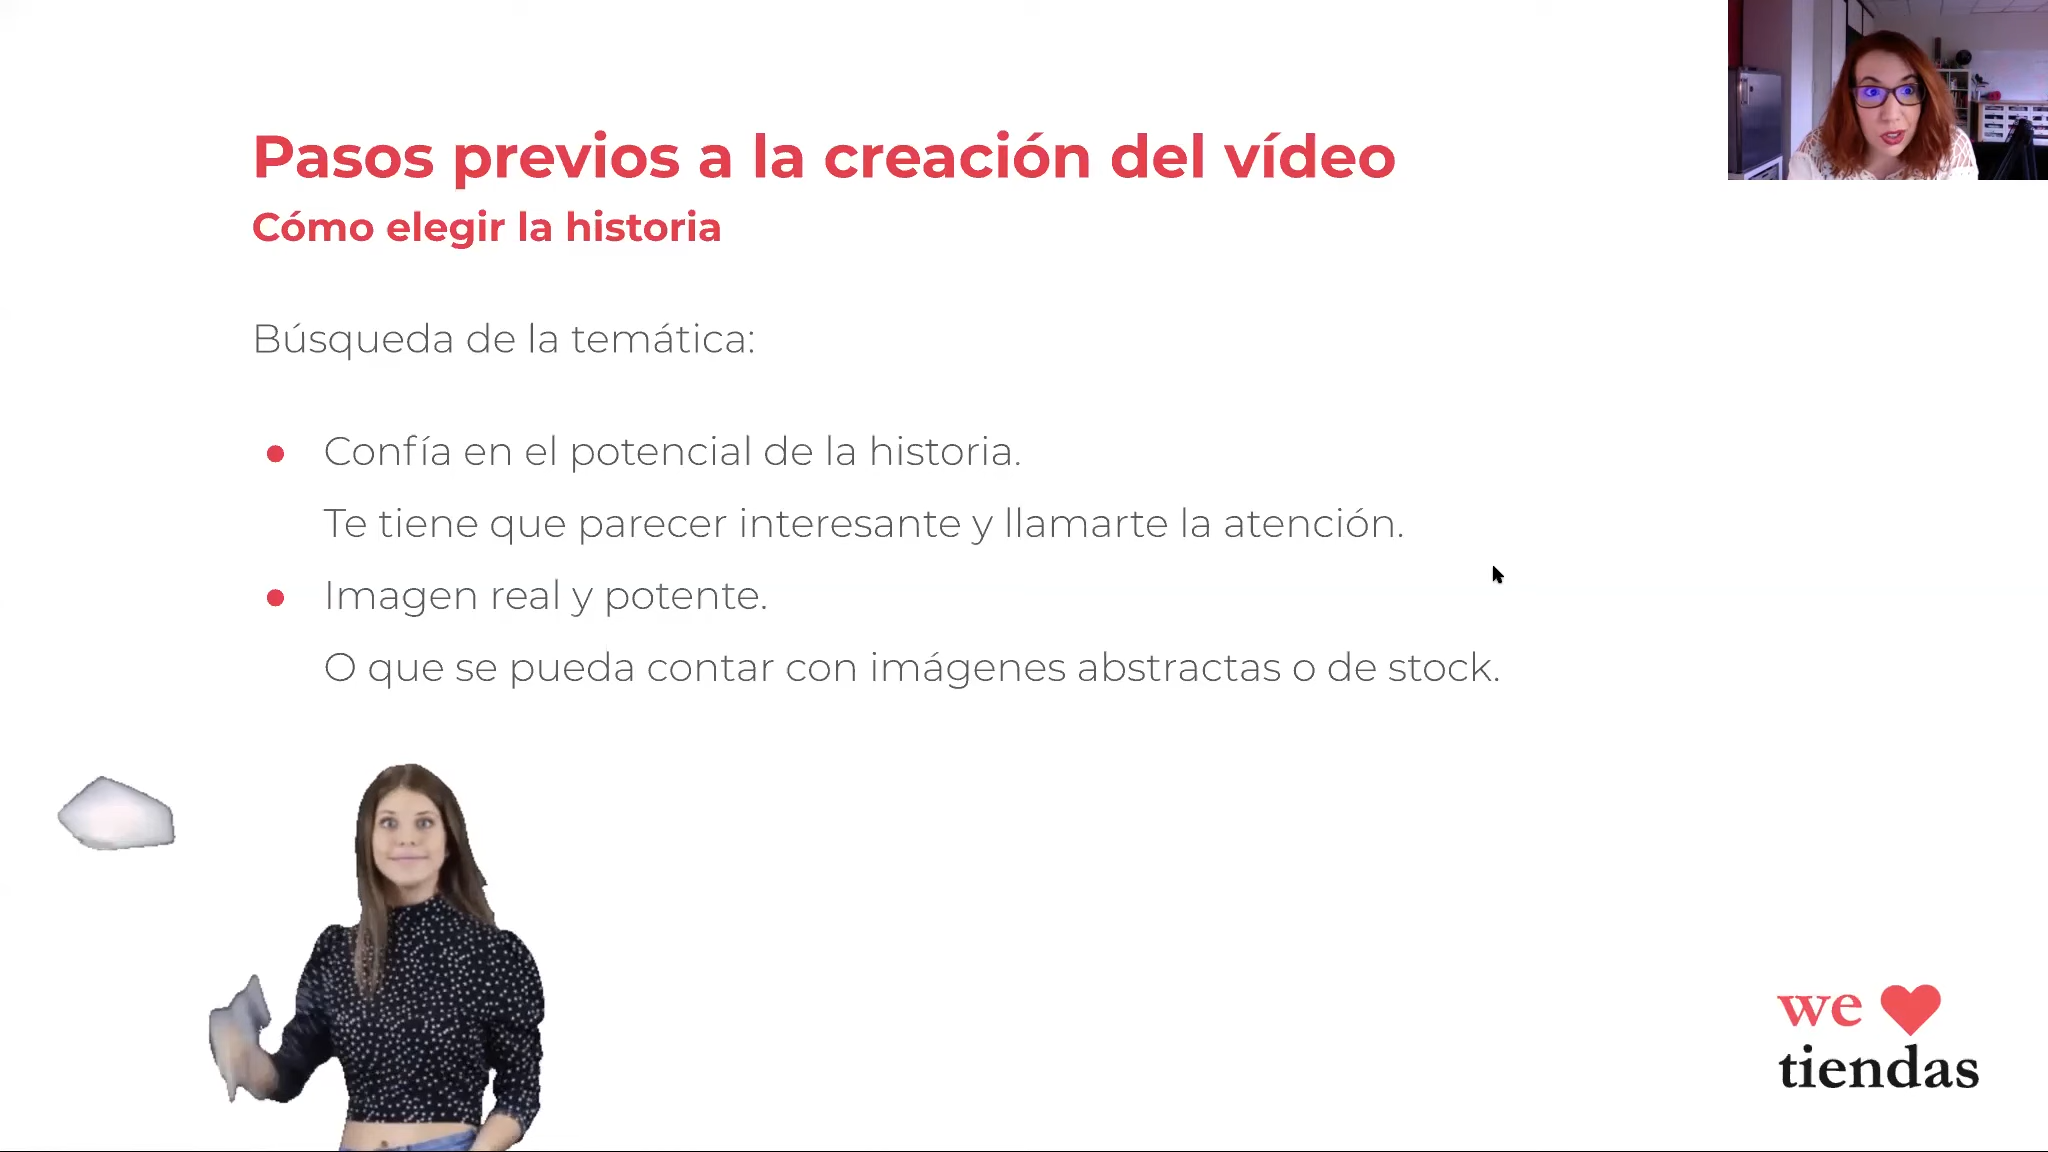 Pasos previos a la creación del vídeo
Cómo elegir la historia
Búsqueda de la temática:
● Confía en el potencial de la historia.
Te tiene que parecer interesante y llamarte la atención.
● Imagen real y potente.
O que se pueda contar con imágenes abstractas o de stock.
we
tiendas